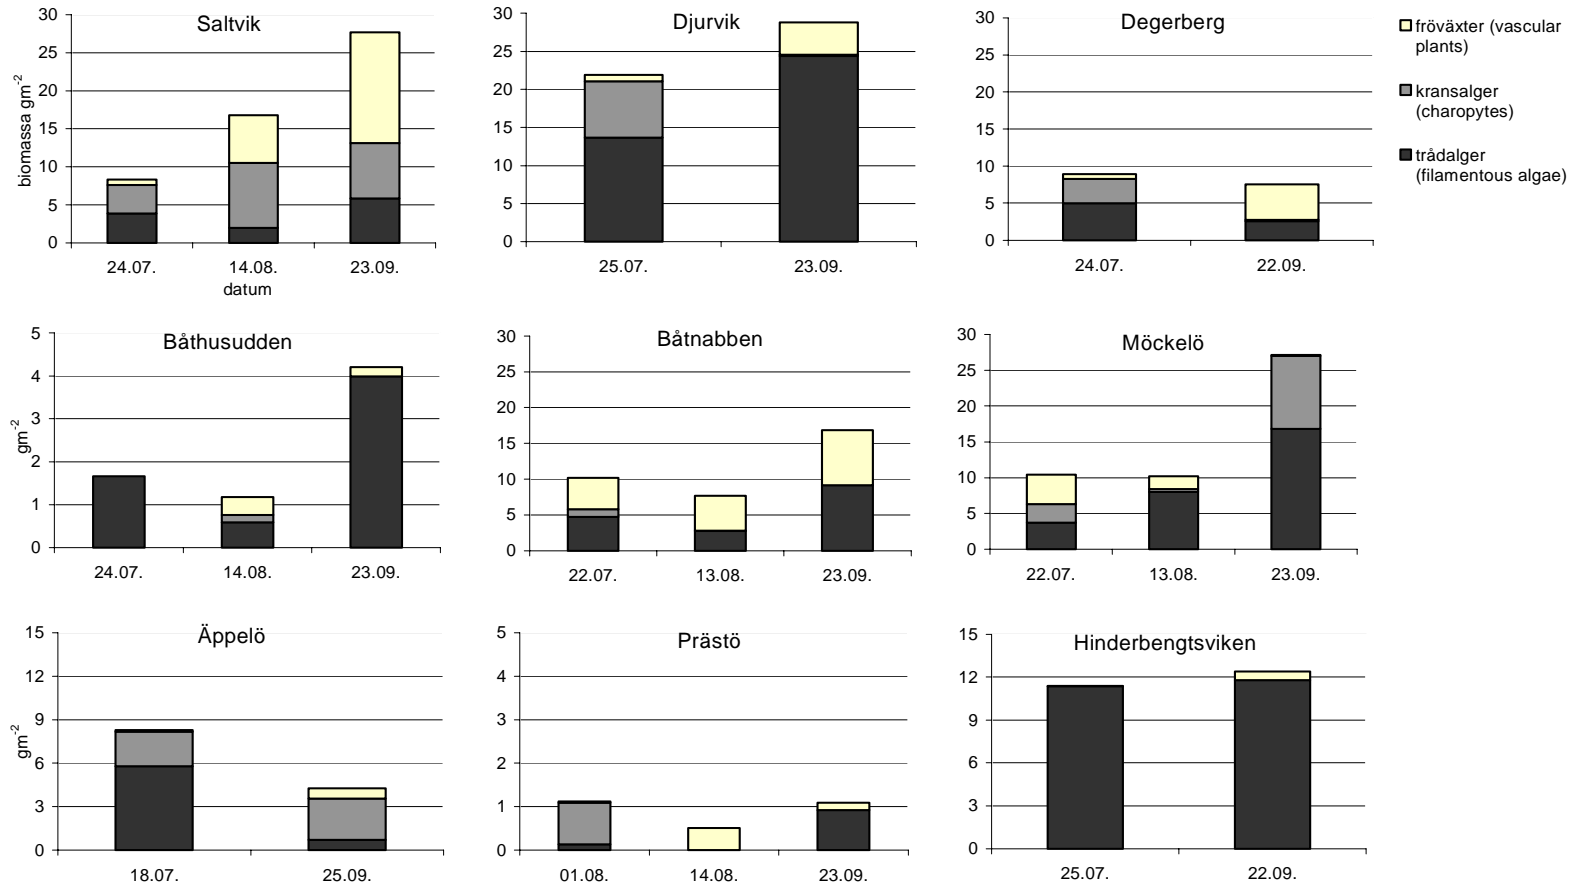 Saltvik
biomassa gm-2
30
25
20
15
10
5
0
24.07. 14.08. 23.09.
datum
Djurvik
30
25
20
15
10
5
0
25.07. 23.09.
Degerberg
30
25
20
15
10
5
0
24.07. 22.09.
fröväxter (vascular
plants)
kransalger
(charopytes)
trådalger
(filamentous algae)
Båthusudden
gm-2
5
4
3
2
1
0
24.07. 14.08. 23.09.
Båtnabben
30
25
20
15
10
5
0
22.07. 13.08. 23.09.
Möckelö
30
25
20
15
10
5
0
22.07. 13.08. 23.09.
Äppelö
gm-2
15
12
9
6
3
0
18.07. 25.09.
Prästö
5
4
3
2
1
0
01.08. 14.08. 23.09.
Hinderbengtsviken
15
12
9
6
3
0
25.07. 22.09.